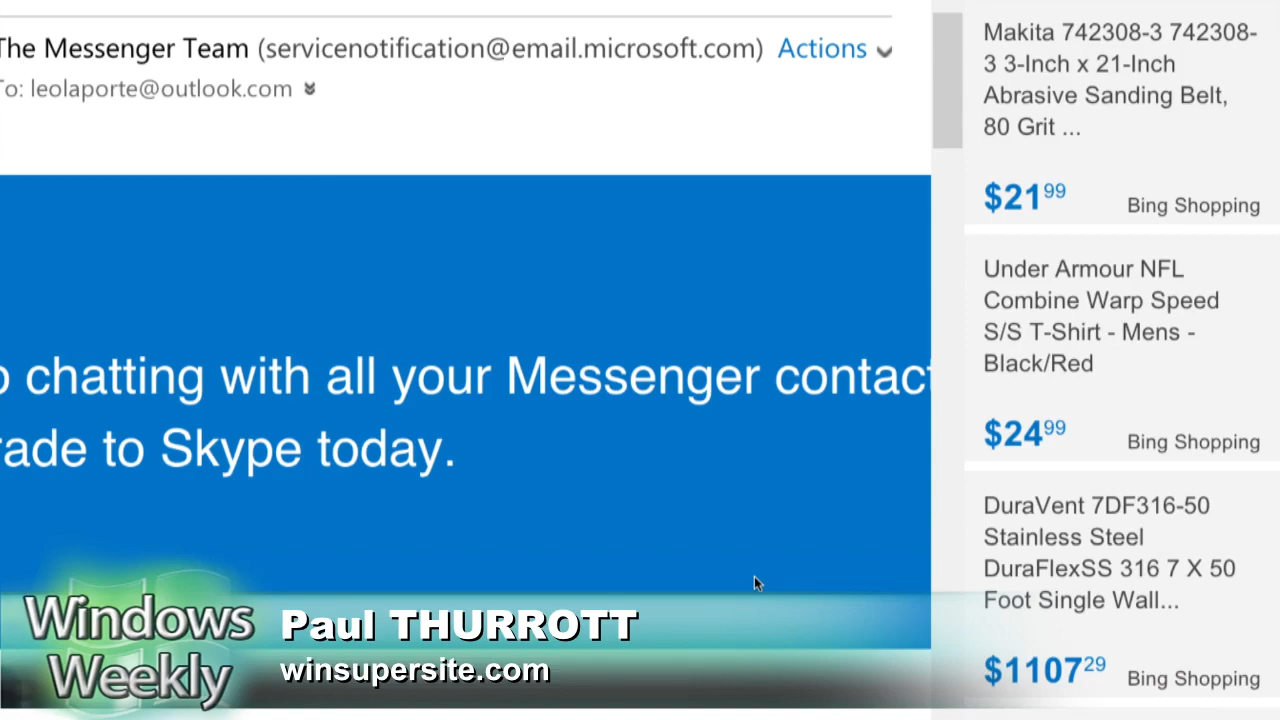 The Messenger Team (servicenotification@email.microsoft.com) Actions
To: leolaporte@outlook.com
chatting with all your Messenger contact
rade to Skype today.
Makita 742308-3 742308-
3 3-Inch x 21-Inch
Abrasive Sanding Belt,
80 Grit ...
$21 99 Bing Shopping
Under Armour NFL
Combine Warp Speed
S/S T-Shirt - Mens -
Black/Red
$24 99 Bing Shopping
DuraVent 7DF316-50
Stainless Steel
DuraFlexSS 316 7 X 50
Foot Single Wall...
$1107 29 Bing Shopping
Windows
Weekly
Paul THURROTT
winsupersite.com